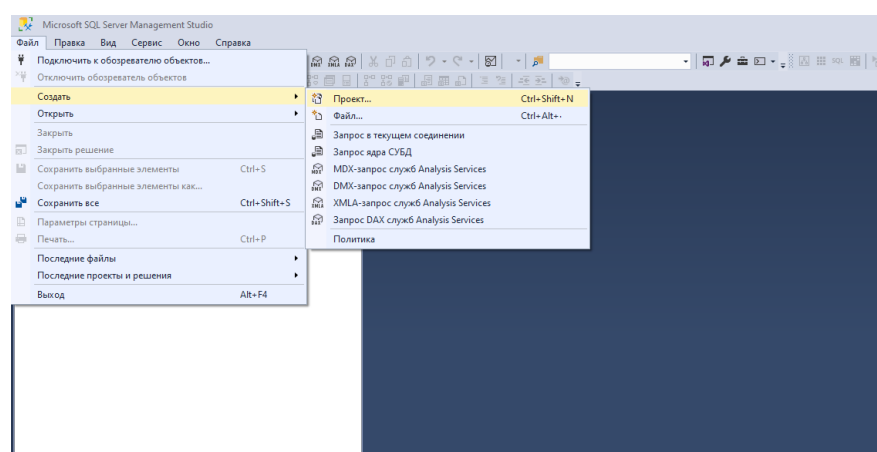 Microsoft SQL Server Management Studio
Файл Правка Вид Сервис Окно Справка
Подключить к обозревателю объектов...
Отключить обозреватель объектов
Создать
Открыть
Закрыть
Закрыть решение
Сохранить выбранные элементы Ctrl+S
Сохранить выбранные элементы как...
Сохранить все Ctrl+Shift+S
Параметры страницы...
Печать... Ctrl+P
Последние файлы
Последние проекты и решения
Выход Alt+F4
Проект... Ctrl+Shift+N
Файл... Ctrl+Alt+·
Запрос в текущем соединении
Запрос ядра СУБД
MDX-запрос служб Analysis Services
DMX-запрос служб Analysis Services
XMLA-запрос служб Analysis Services
Запрос DAX служб Analysis Services
Политика